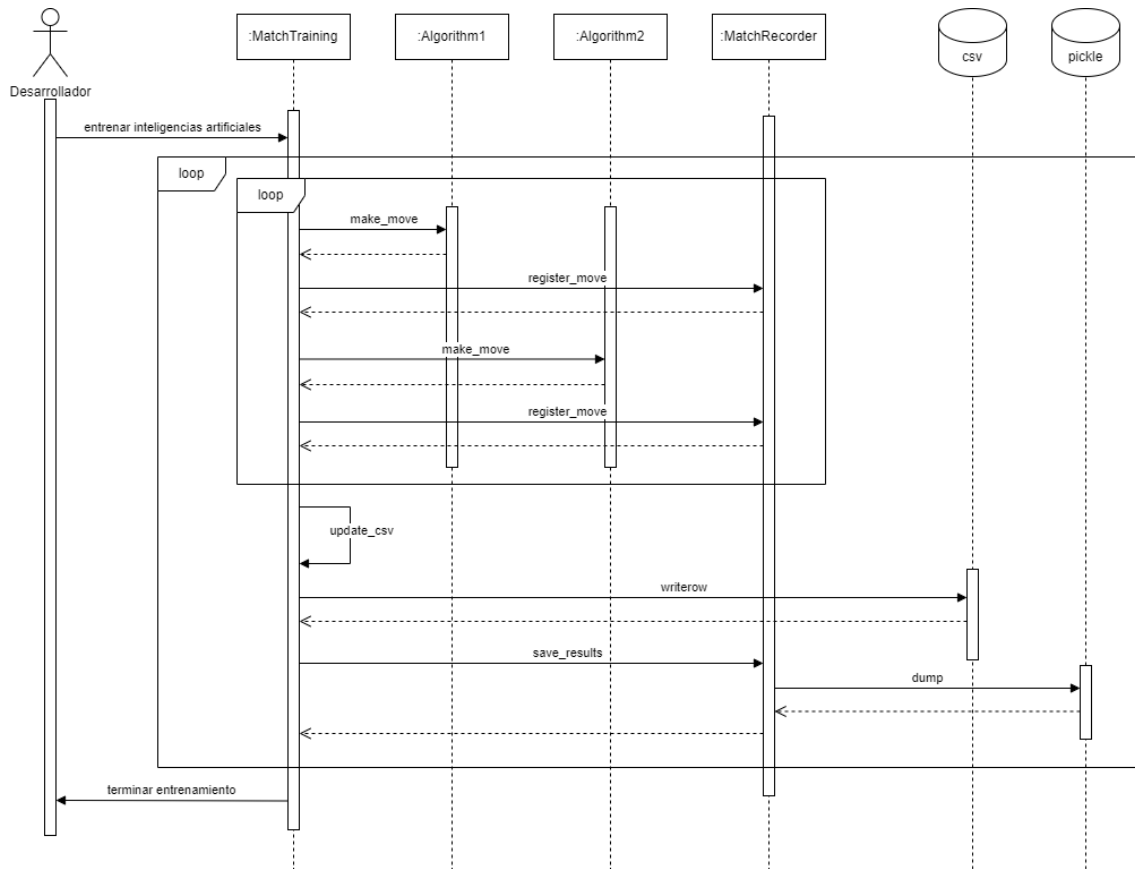 :MatchTraining
:Algorithm1
:Algorithm2
:MatchRecorder
csv
pickle
Desarrollador
entrenar inteligencias artificiales
loop
loop
make_move
register_move
make_move
register_move
update_csv
writerow
save_results
dump
terminar entrenamiento